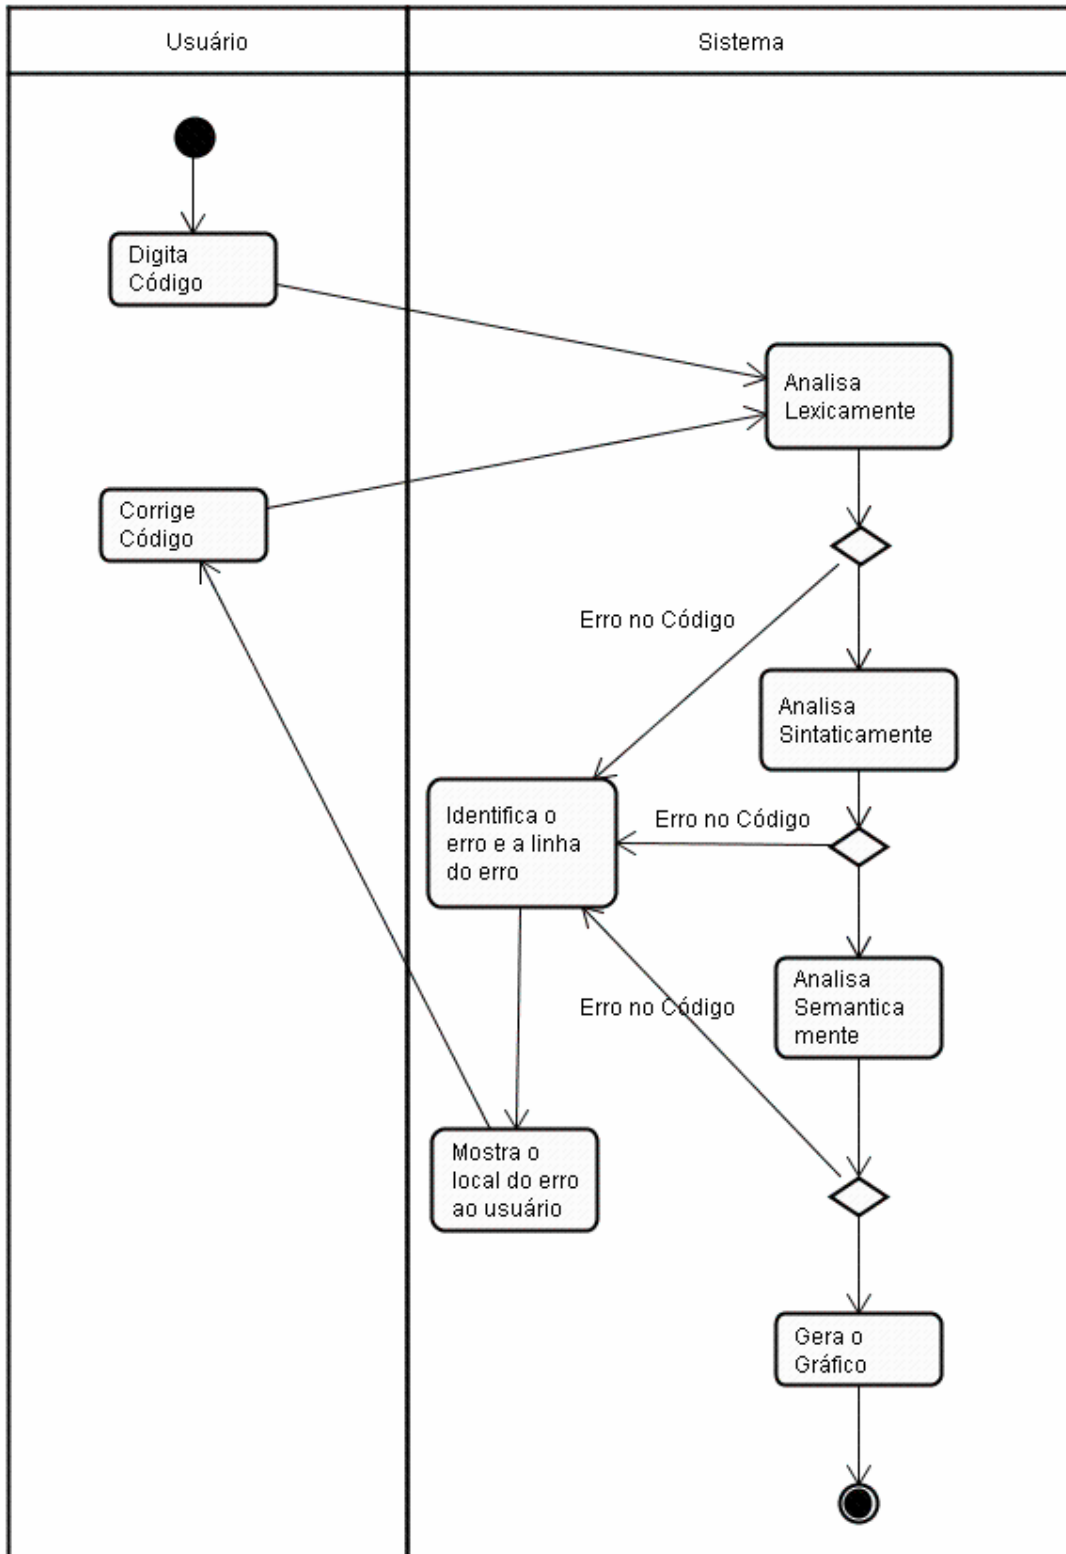 Usuário
Sistema
Digita
Código
Analisa
Lexicamente
Corrige
Código
Erro no Código
Analisa
Sintaticamente
Identifica o
erro e a linha
do erro
Erro no Código
Analisa
Semantica
mente
Erro no Código
Mostra o
local do erro
ao usuário
Gera o
Gráfico